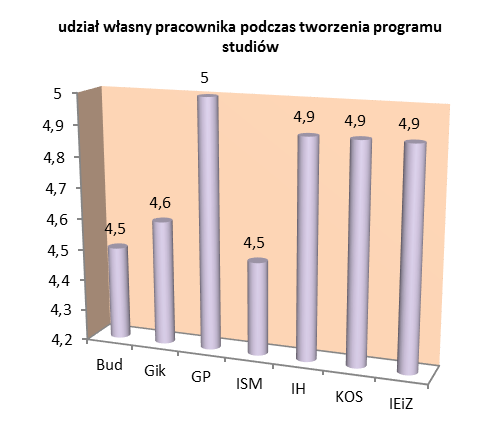 udział własny pracownika podczas tworzenia programu
studiów
5
4,9
4,8
4,7
4,6
4,5
4,4
4,3
4,2
4,5
4,6
5
4,5
4,9
4,9
4,9
Bud
Gik
GP
ISM
IH
KOS
IEiZ